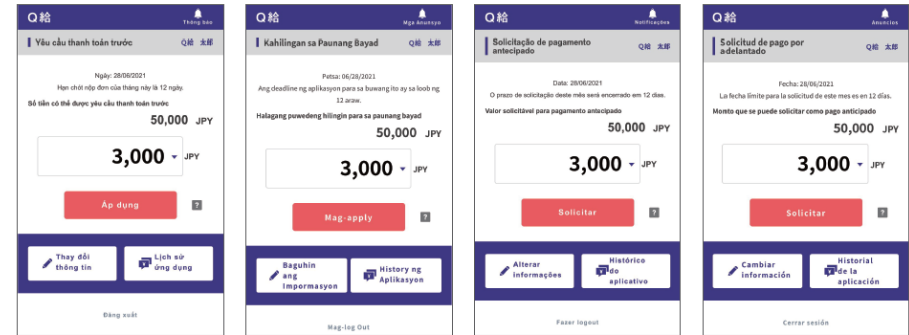 Q給
Thông báo
Yêu cầu thanh toán trước
Q給 太郎
Ngày: 28/06/2021
Hạn chót nộp đơn của tháng này là 12 ngày.
Số tiền có thể được yêu cầu thanh toán trước
50,000 JPY
3,000 JPY
Áp dụng
?
Thay đổi
thông tin
Lịch sử
ứng dụng
Đăng xuất
Q給
Mga Anunsyo
Kahilingan sa Paunang Bayad
Q給 太郎
Petsa: 06/28/2021
Ang deadline ng aplikasyon para sa buwang ito ay sa loob ng
12 araw.
Halagang puwedeng hilingin para sa paunang bayad
50,000 JPY
3,000 JPY
Mag-apply
?
Baguhin
ang
Impormasyon
History ng
Aplikasyon
Mag-log Out
Q給
Notificações
Solicitação de pagamento
antecipado
Q給 太郎
Data: 28/06/2021
O prazo de solicitação deste mês será encerrado em 12 dias.
Valor solicitável para pagamento antecipado
50,000 JPY
3,000 JPY
Solicitar
?
Alterar
informações
Histórico
do
aplicativo
Fazer logout
Q給
Anuncios
Solicitud de pago por
adelantado
Q給 太郎
Fecha: 28/06/2021
La fecha límite para la solicitud de este mes es en 12 días.
Monto que se puede solicitar como pago anticipado
50,000 JPY
3,000 JPY
Solicitar
?
Cambiar
información
Historial
de la
aplicación
Cerrar sesión